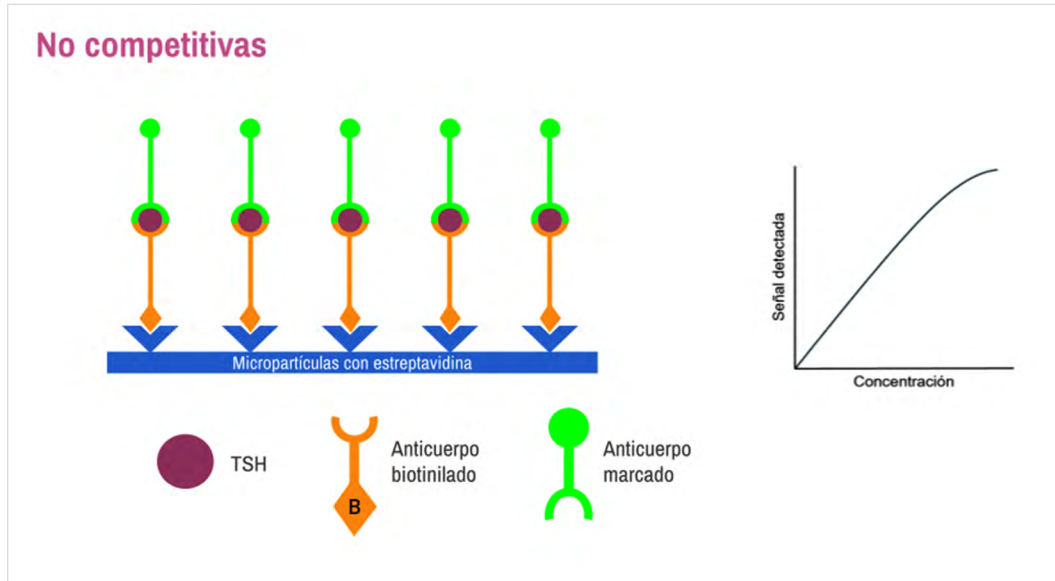 No competitivas
Señal detectada
Concentración
Micropartículas con estreptavidina
TSH
Anticuerpo
biotinilado
B
Anticuerpo
marcado